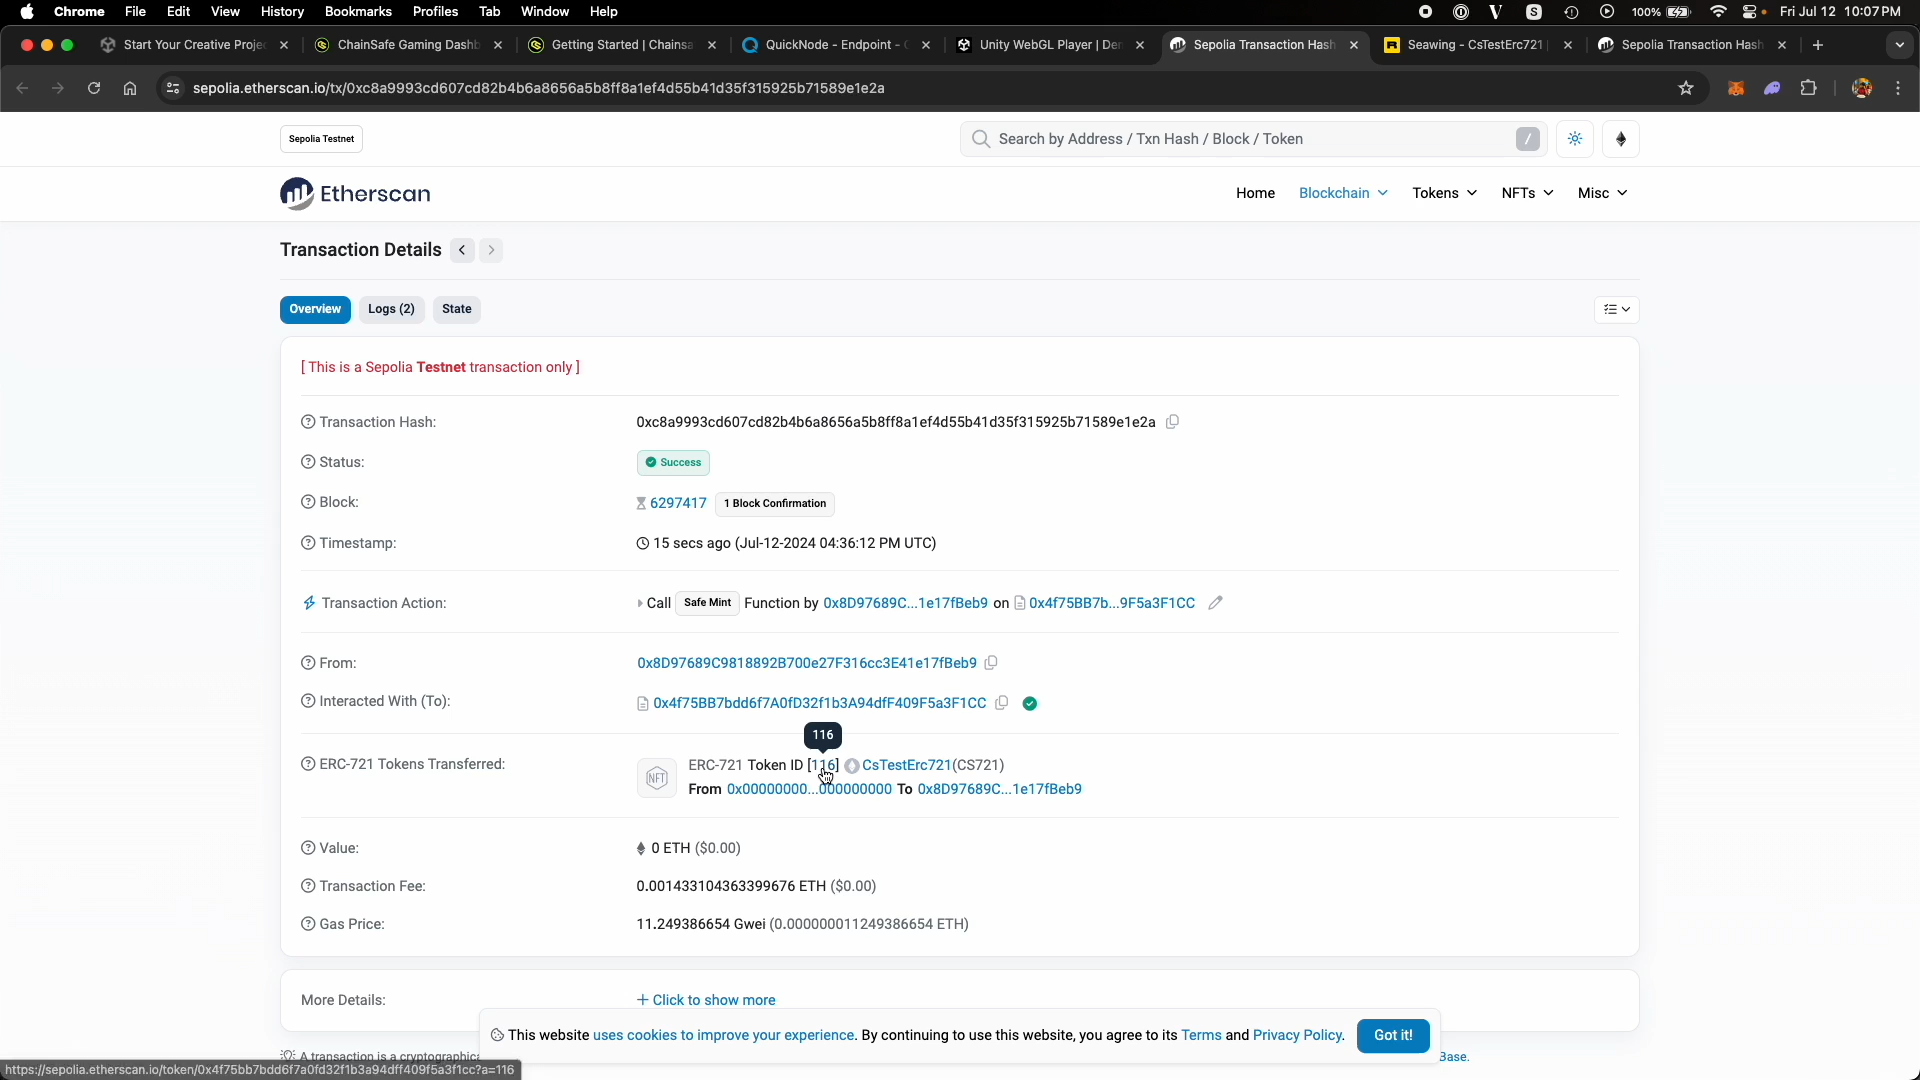 Chrome File Edit View History Bookmarks Profiles Tab Window Help 100% Fri Jul 12 10:07 PM
Start Your Creative Projec ChainSafe Gaming Dashb Getting Started | Chainsa QuickNode - Endpoint - Unity WebGL Player | Der Sepolia Transaction Hash Seawing - CsTestErc721 Sepolia Transaction Hash
sepolia.etherscan.io/tx/0xc8a9993cd607cd82b4b6a8656a5b8ff8a1ef4d55b41d35f315925b71589e1e2a
Sepolia Testnet Search by Address / Txn Hash / Block / Token /
Etherscan Home Blockchain Tokens NFTs Misc
Transaction Details
Overview Logs (2) State
[ This is a Sepolia Testnet transaction only ]
Transaction Hash: 0xc8a9993cd607cd82b4b6a8656a5b8ff8a1ef4d55b41d35f315925b71589e1e2a
Status: Success
Block: 6297417 1 Block Confirmation
Timestamp: 15 secs ago (Jul-12-2024 04:36:12 PM UTC)
Transaction Action: Call Safe Mint Function by 0x8D97689C...1e17fBeb9 on 0x4f75BB7b...9F5a3F1CC
From: 0x8D97689C9818892B700e27F316cc3E41e17fBeb9
Interacted With (To): 0x4f75BB7bdd6f7A0fD32f1b3A94dfF409F5a3F1CC
116
ERC-721 Tokens Transferred: NFT ERC-721 Token ID [116] CsTestErc721(CS721)
From 0x00000000...000000000 To 0x8D97689C...1e17fBeb9
Value: 0 ETH ($0.00)
Transaction Fee: 0.001433104363399676 ETH ($0.00)
Gas Price: 11.249386654 Gwei (0.000000011249386654 ETH)
More Details: + Click to show more
This website uses cookies to improve your experience. By continuing to use this website, you agree to its Terms and Privacy Policy. Got it!
A transaction is a cryptographica Base.
https://sepolia.etherscan.io/token/0x4f75bb7bdd6f7a0fd32f1b3a94dff409f5a3f1cc?a=116